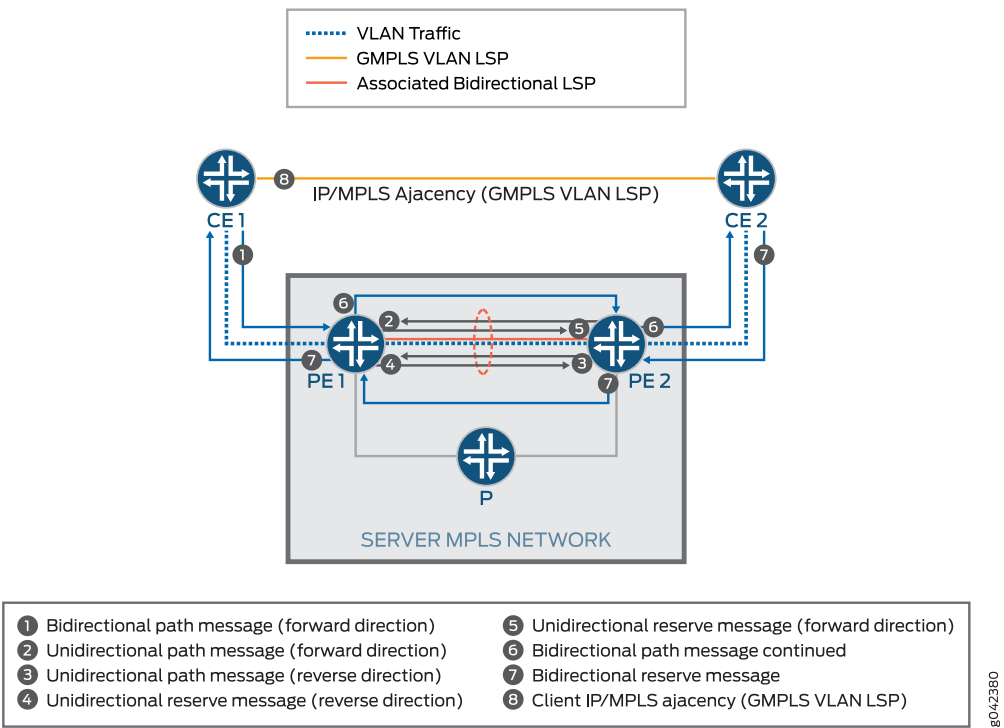 VLAN Traffic
GMPLS VLAN LSP
Associated Bidirectional LSP
8
IP/MPLS Ajacency (GMPLS VLAN LSP)
CE 1
CE 2
1
7
6
2
5
6
7
4
3
PE 1
7
PE 2
P
SERVER MPLS NETWORK
1 Bidirectional path message (forward direction)
2 Unidirectional path message (forward direction)
3 Unidirectional path message (reverse direction)
4 Unidirectional reserve message (reverse direction)
5 Unidirectional reserve message (forward direction)
6 Bidirectional path message continued
7 Bidirectional reserve message
8 Client IP/MPLS ajacency (GMPLS VLAN LSP)
g042380